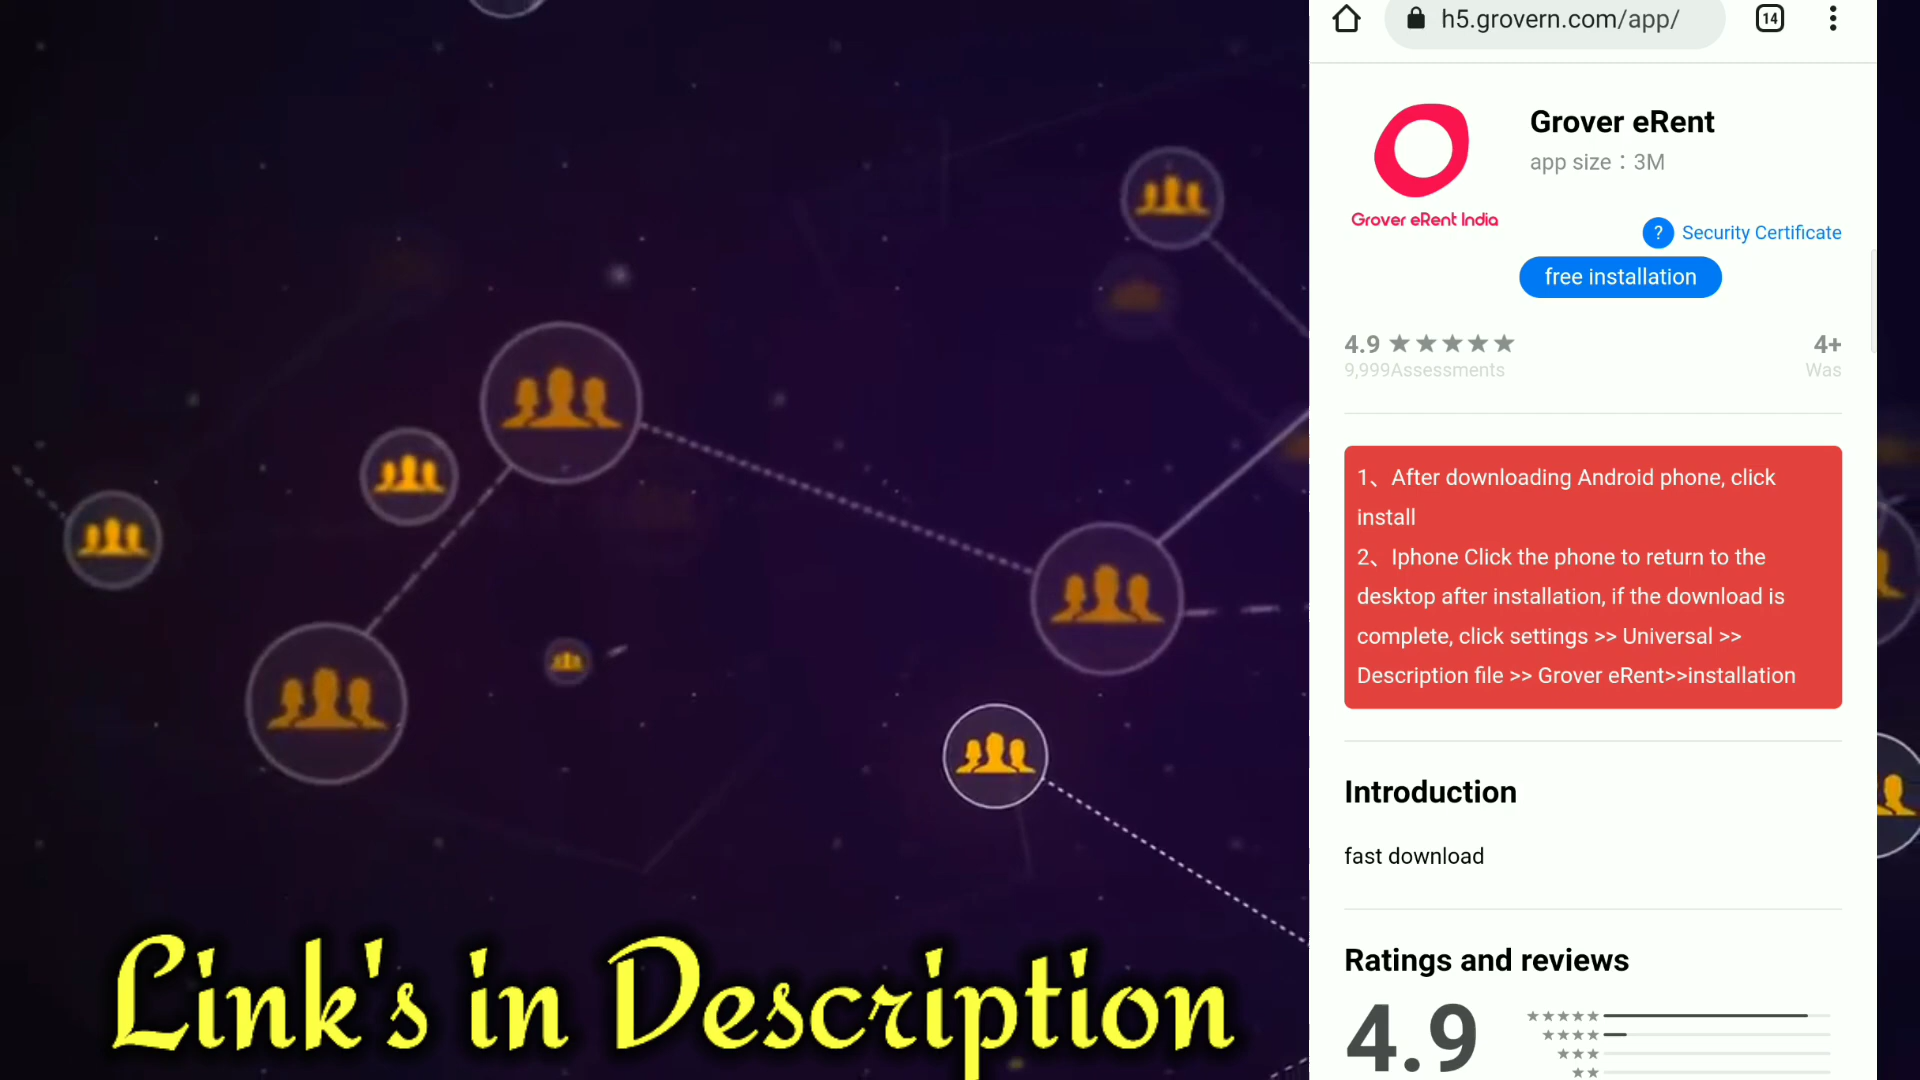 h5.grovern.com/app/
14
Grover eRent
app size：3M
Grover eRent India
? Security Certificate
free installation
4.9 ★★★★★
4+
9,999Assessments
Was
1、After downloading Android phone, click
install
2、Iphone Click the phone to return to the
desktop after installation, if the download is
complete, click settings >> Universal >>
Description file >> Grover eRent>>installation
Introduction
fast download
Ratings and reviews
4.9
Link's in Description